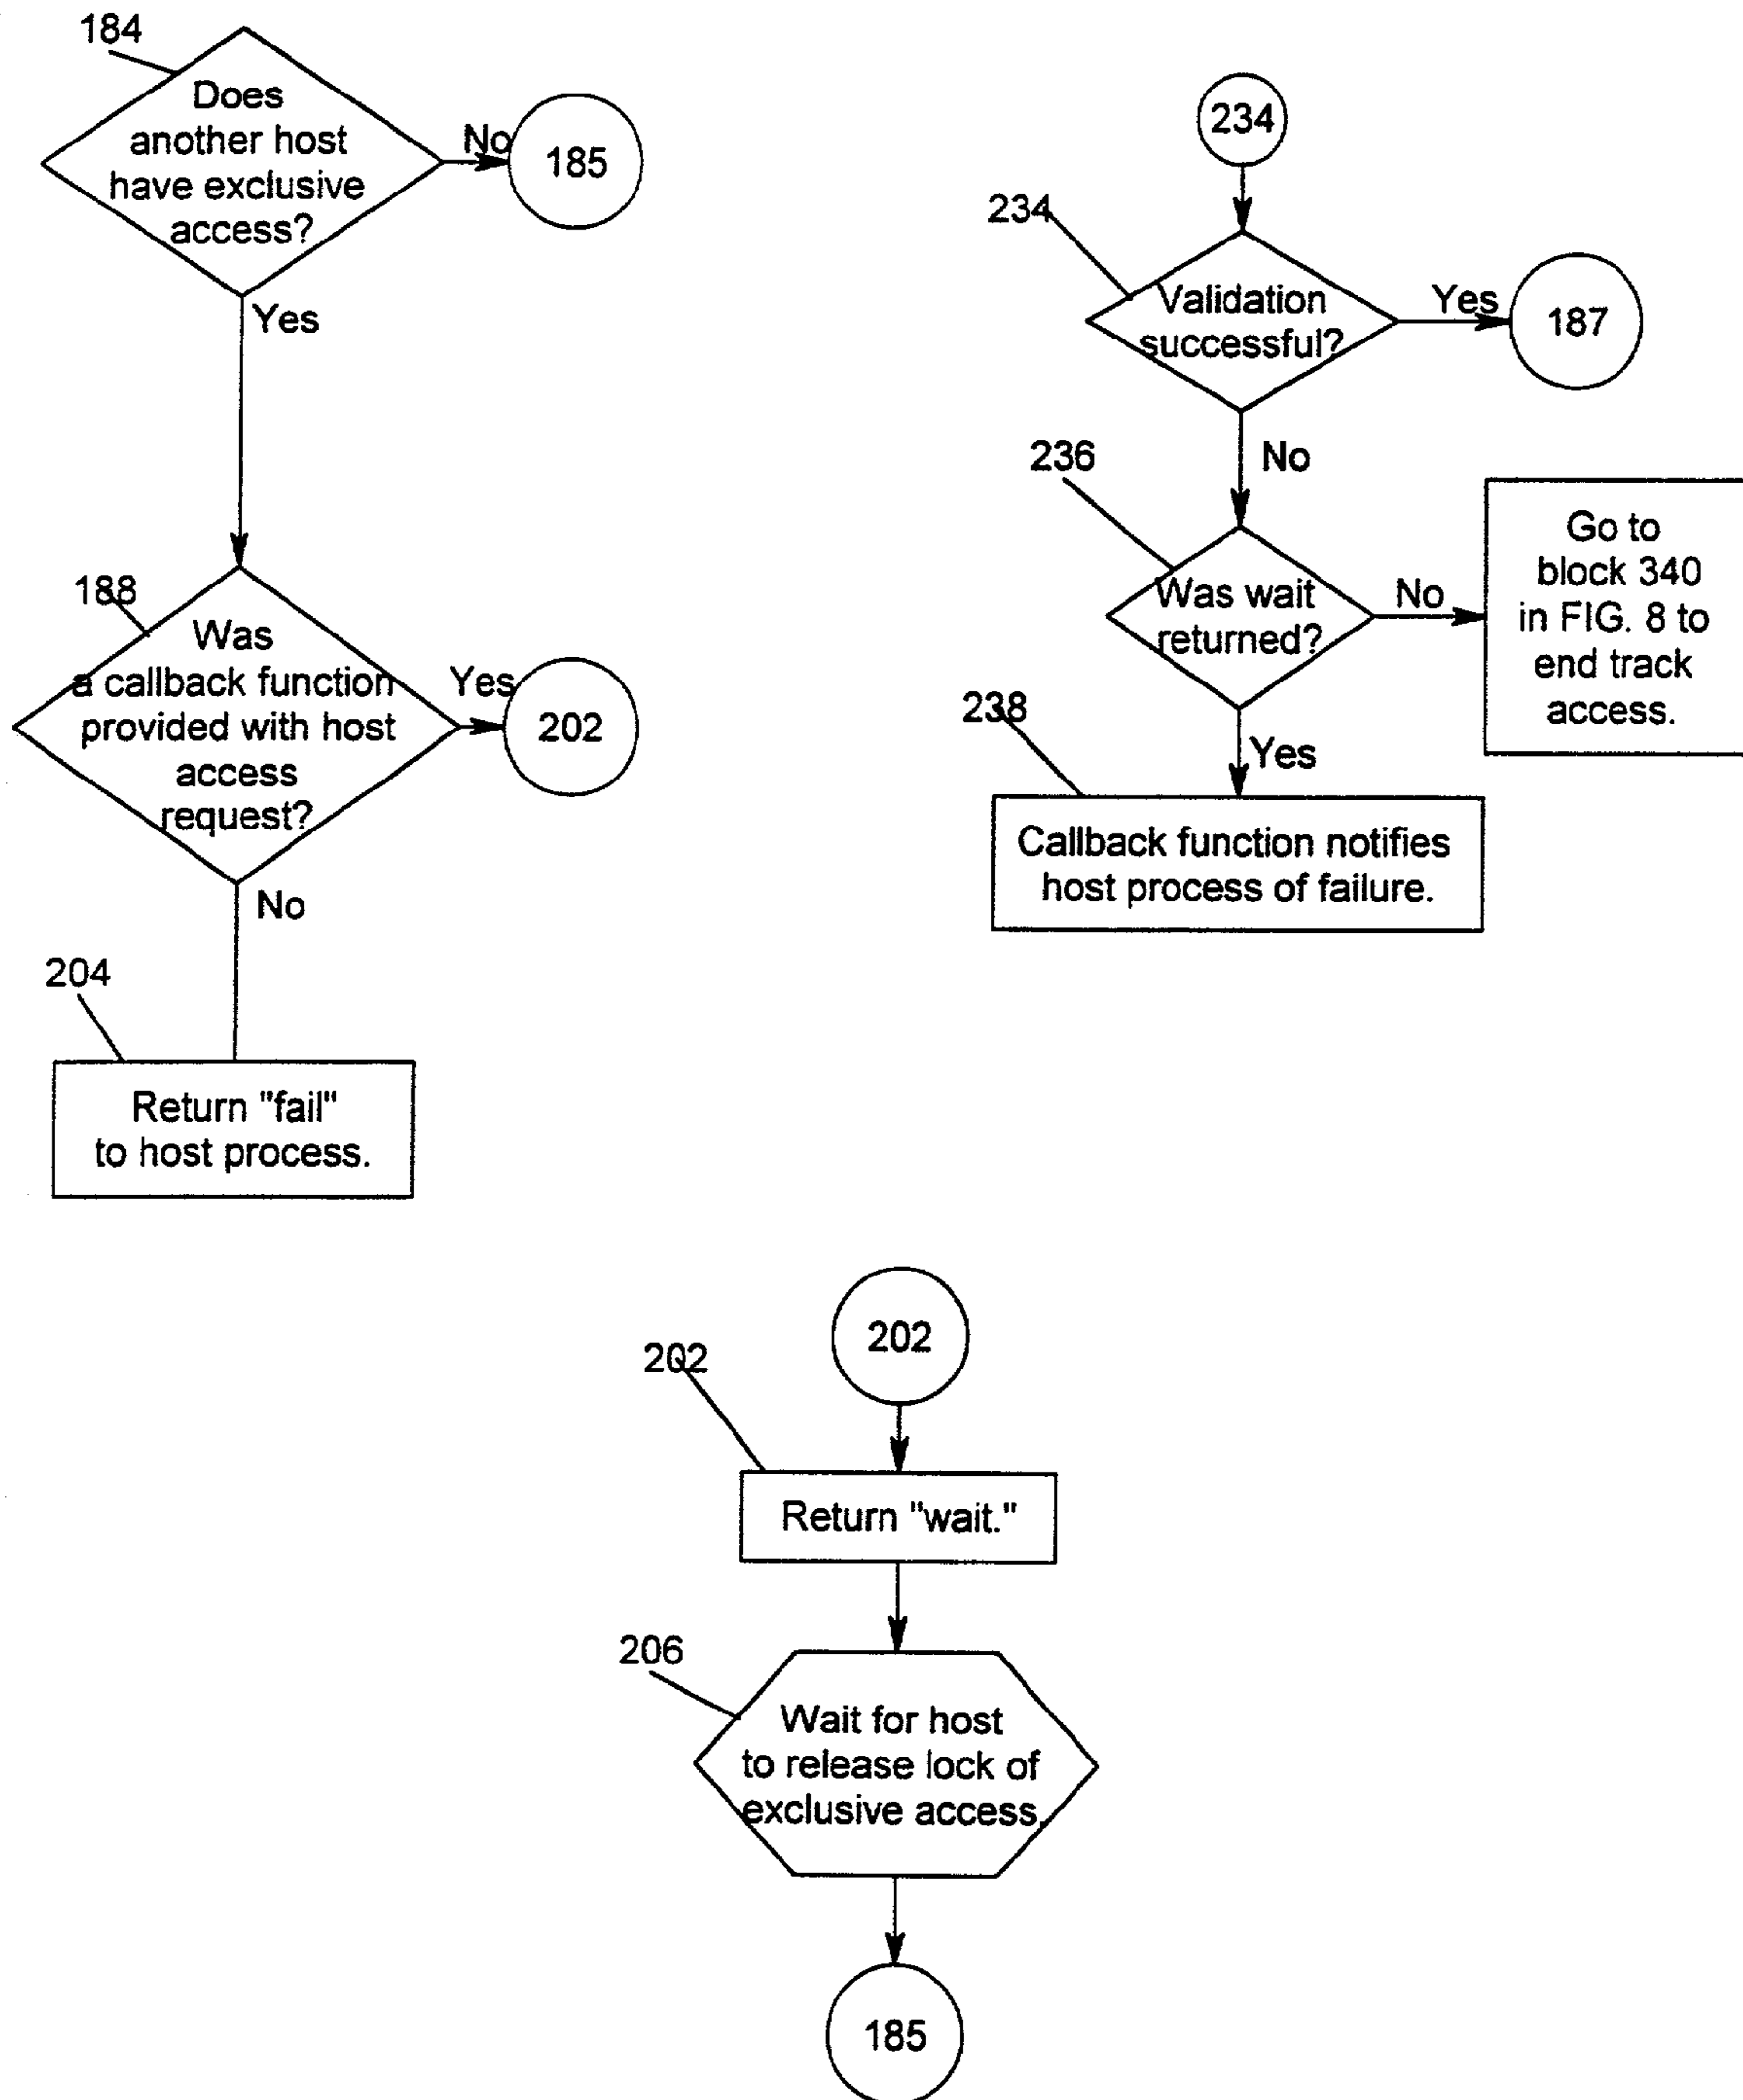 184
Does
another host
have exclusive
access?
No
185
Yes
188
Was
a callback function
provided with host
access
request?
Yes
202
No
204
Return "fail"
to host process.
234
234
Validation
successful?
Yes
187
No
236
Was wait
returned?
No
Go to
block 340
in FIG. 8 to
end track
access.
238
Yes
Callback function notifies
host process of failure.
202
202
Return "wait."
206
Wait for host
to release lock of
exclusive access.
185